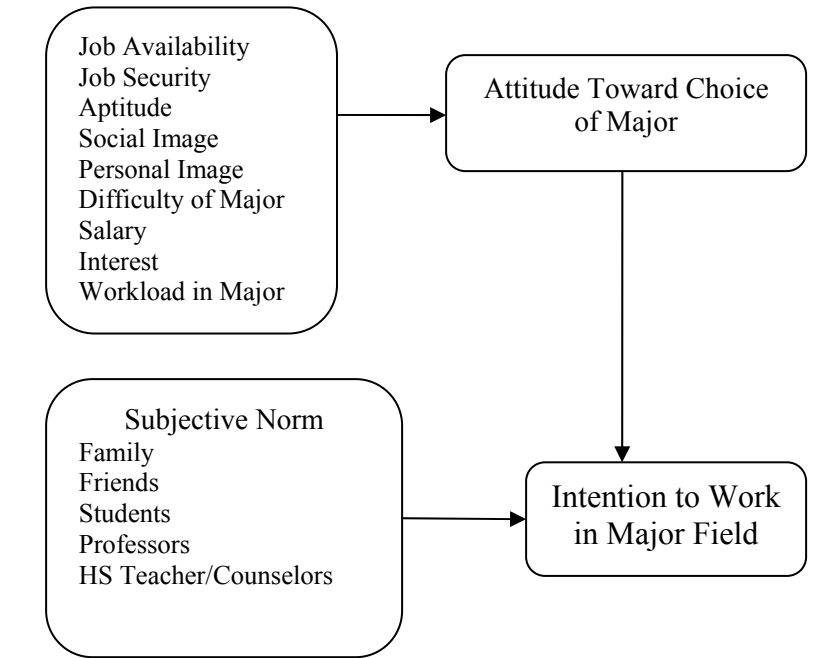 Job Availability
Job Security
Aptitude
Social Image
Personal Image
Difficulty of Major
Salary
Interest
Workload in Major
Attitude Toward Choice
of Major
Subjective Norm
Family
Friends
Students
Professors
HS Teacher/Counselors
Intention to Work
in Major Field